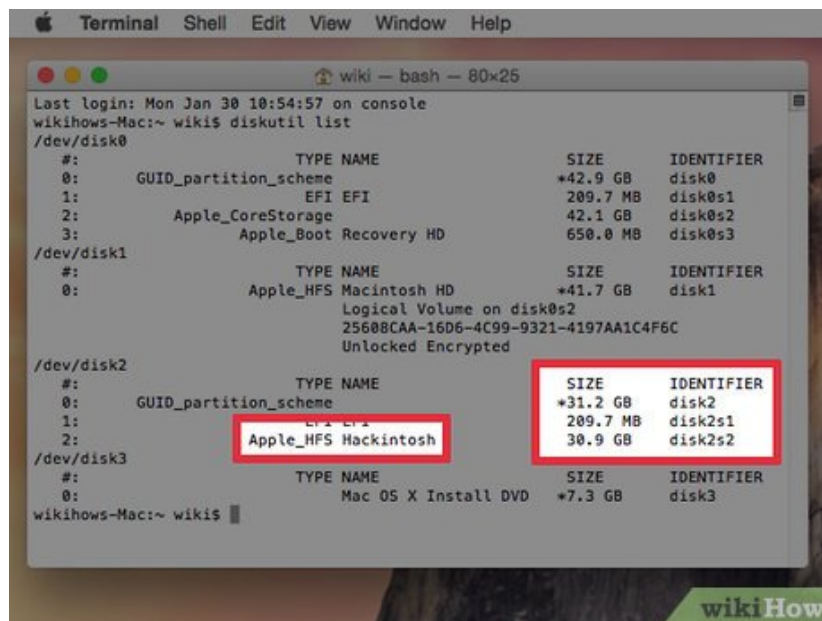 Terminal Shell Edit View Window Help
wiki — bash — 80×25
Last login: Mon Jan 30 10:54:57 on console
wikihows-Mac:~ wiki$ diskutil list
/dev/disk0
#: TYPE NAME SIZE IDENTIFIER
0: GUID_partition_scheme *42.9 GB disk0
1: EFI EFI 209.7 MB disk0s1
2: Apple_CoreStorage 42.1 GB disk0s2
3: Apple_Boot Recovery HD 650.0 MB disk0s3
/dev/disk1
#: TYPE NAME SIZE IDENTIFIER
0: Apple_HFS Macintosh HD *41.7 GB disk1
Logical Volume on disk0s2
25608CAA-16D6-4C99-9321-4197AA1C4F6C
Unlocked Encrypted
/dev/disk2
#: TYPE NAME SIZE IDENTIFIER
0: GUID_partition_scheme *31.2 GB disk2
1: EFI EFI 209.7 MB disk2s1
2: Apple_HFS Hackintosh 30.9 GB disk2s2
/dev/disk3
#: TYPE NAME SIZE IDENTIFIER
0: Mac OS X Install DVD *7.3 GB disk3
wikihows-Mac:~ wiki$
wikiHow